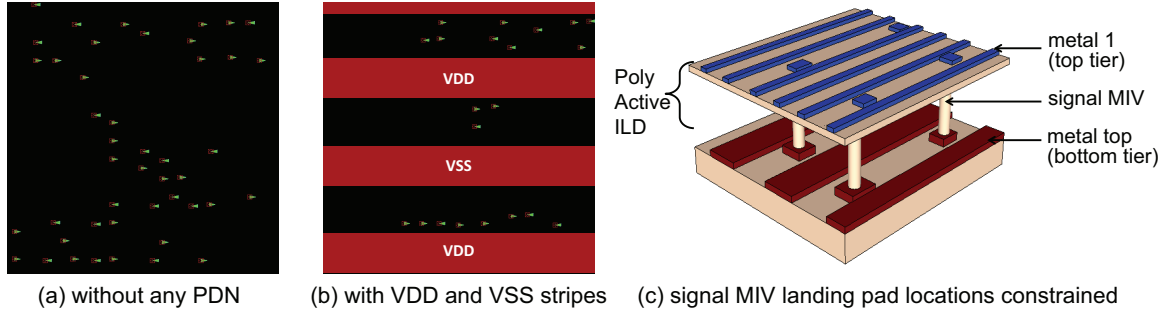 VDD
VSS
VDD
Poly
Active
ILD
metal 1
(top tier)
signal MIV
metal top
(bottom tier)
(a) without any PDN
(b) with VDD and VSS stripes
(c) signal MIV landing pad locations constrained